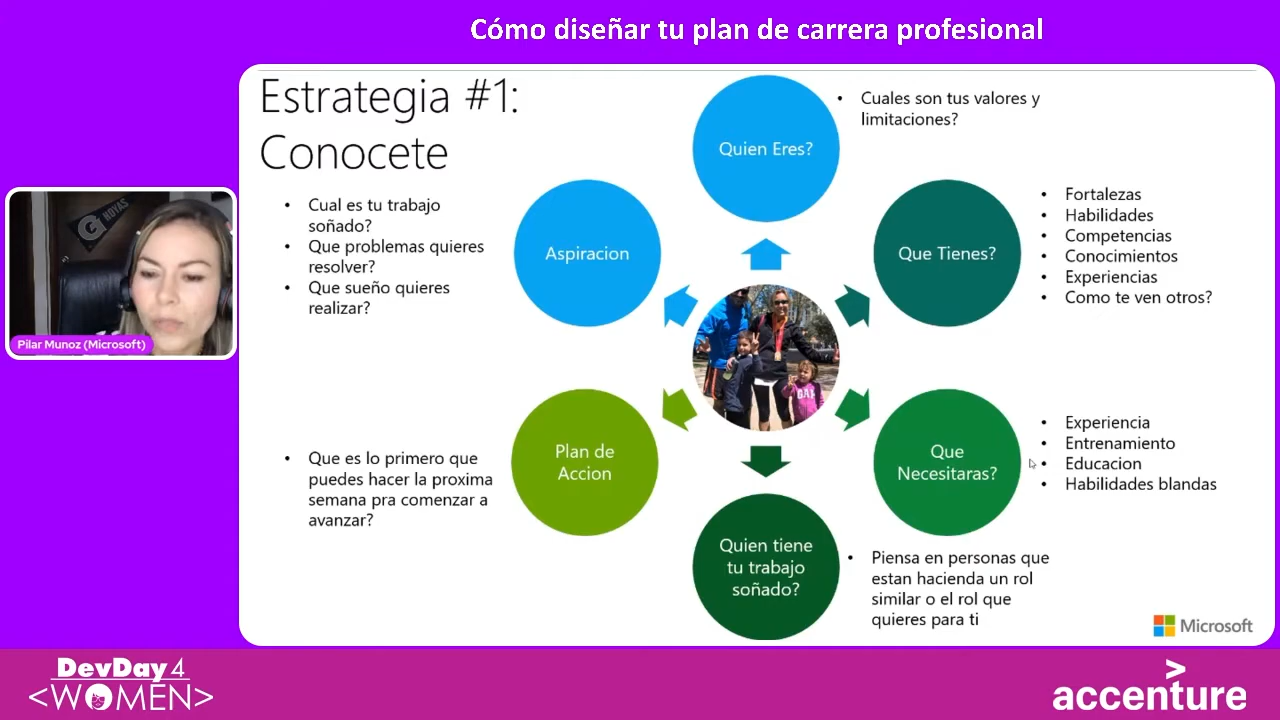 Cómo diseñar tu plan de carrera profesional
Estrategia #1:
Conocete
Quien Eres?
• Cuales son tus valores y
limitaciones?
Que Tienes?
• Fortalezas
• Habilidades
• Competencias
• Conocimientos
• Experiencias
• Como te ven otros?
Que
Necesitaras?
• Experiencia
• Entrenamiento
• Educacion
• Habilidades blandas
Quien tiene
tu trabajo
soñado?
• Piensa en personas que
estan hacienda un rol
similar o el rol que
quieres para ti
Plan de
Accion
• Que es lo primero que
puedes hacer la proxima
semana pra comenzar a
avanzar?
Aspiracion
• Cual es tu trabajo
soñado?
• Que problemas quieres
resolver?
• Que sueño quieres
realizar?
HOYAS
Pilar Munoz (Microsoft)
Microsoft
DevDay4
<WOMEN>
accenture